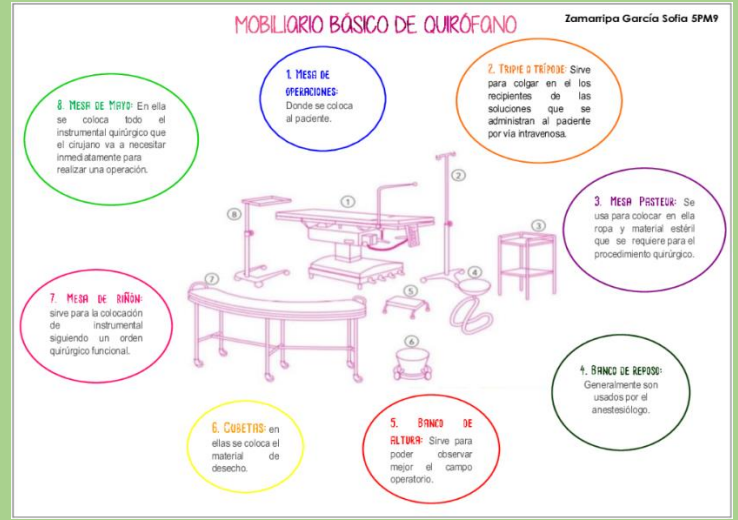 MOBILIARIO BÁSICO DE QUIRÓFANO
Zamarripa García Sofia 5PM9
1. MESA DE
OPERACIONES:
Donde se coloca
al paciente.
2. TRIPIE O TRÍPODE: Sirve
para colgar en el los
recipientes de las
soluciones que se
administran al paciente
por vía intravenosa.
3. MESA PASTEUR: Se
usa para colocar en ella
ropa y material estéril
que se requiere para el
procedimiento quirúrgico.
4. BANCO DE REPOSO:
Generalmente son
usados por el
anestesiólogo.
5. BANCO DE
ALTURA: Sirve para
poder observar
mejor el campo
operatorio.
6. CUBETAS: en
ellas se coloca el
material de
desecho.
7. MESA DE RIÑÓN:
sirve para la colocación
de instrumental
siguiendo un orden
quirúrgico funcional.
8. MESA DE MAYO: En ella
se coloca todo el
instrumental quirúrgico que
el cirujano va a necesitar
inmediatamente para
realizar una operación.
1
2
3
4
5
6
7
8